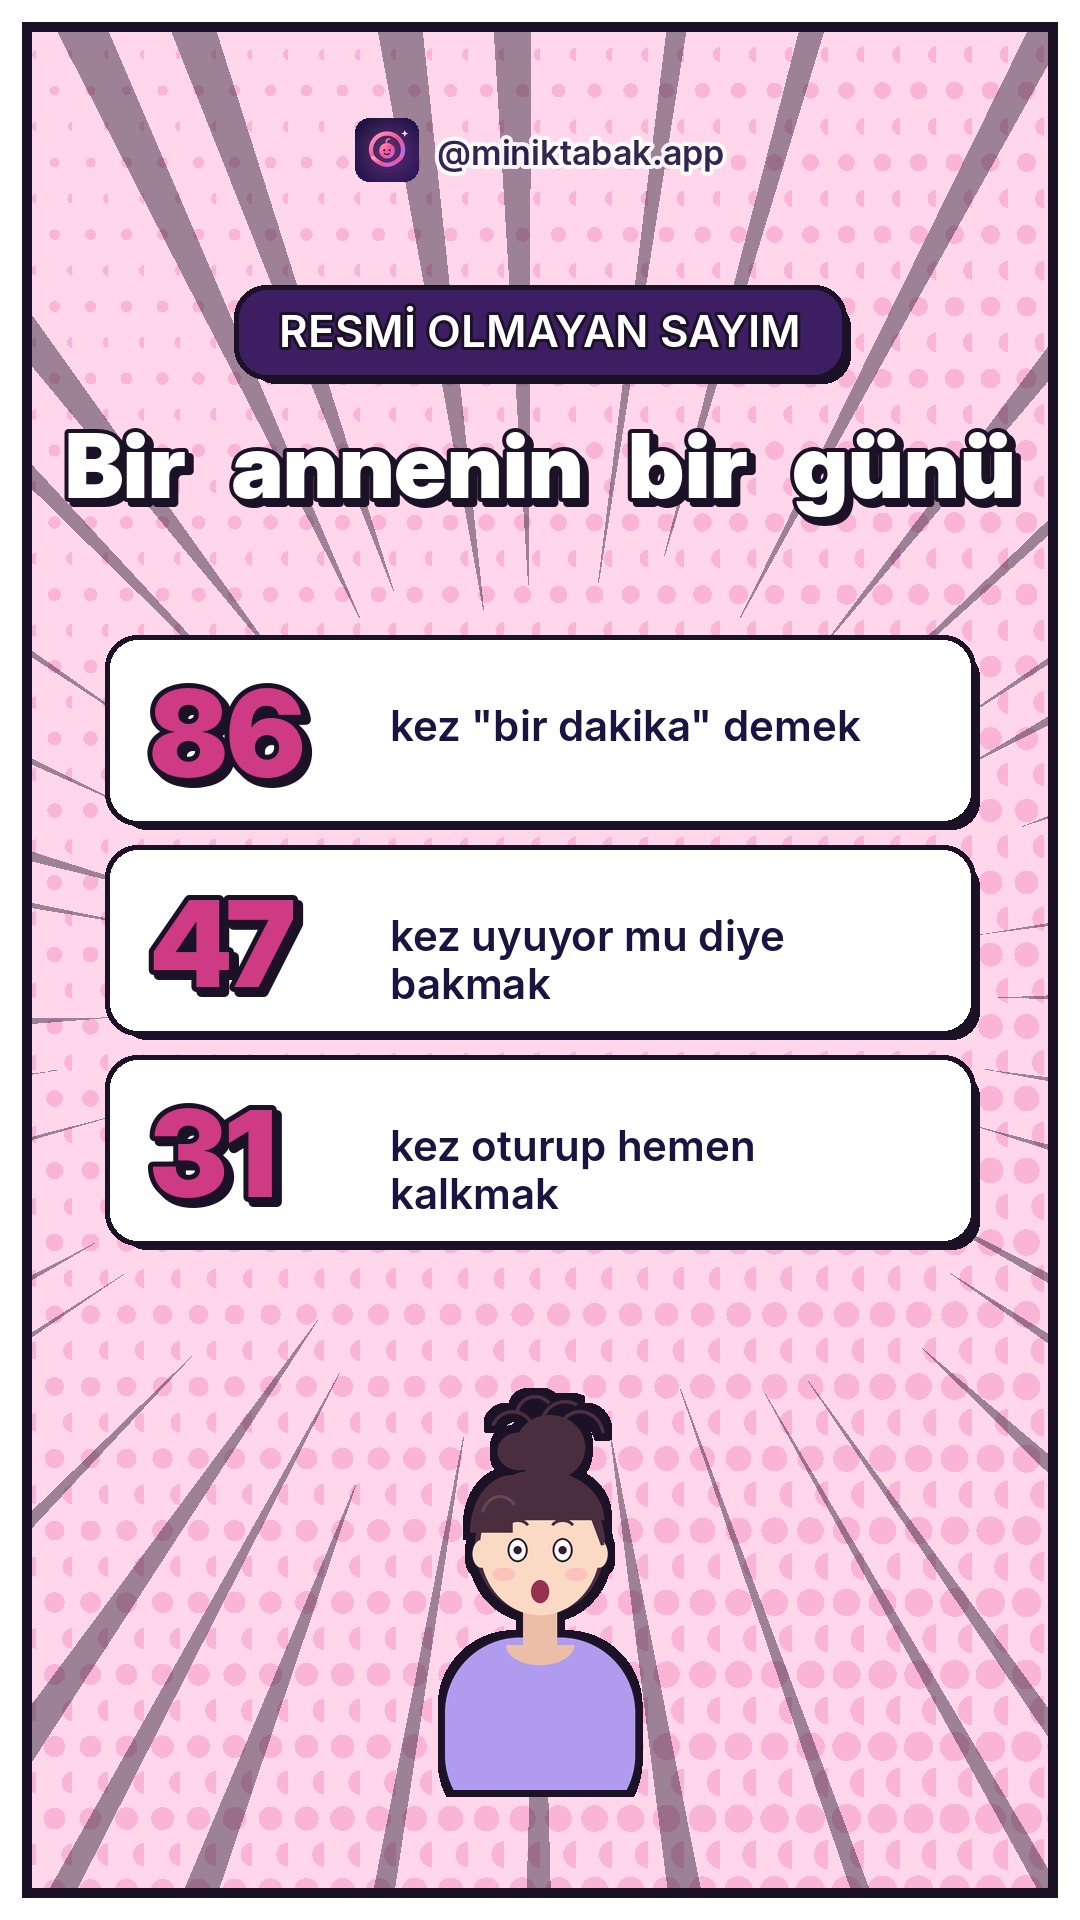 @miniktabak.app
RESMİ OLMAYAN SAYIM
Bir annenin bir günü
86
kez "bir dakika" demek
47
kez uyuyor mu diye
bakmak
31
kez oturup hemen
kalkmak